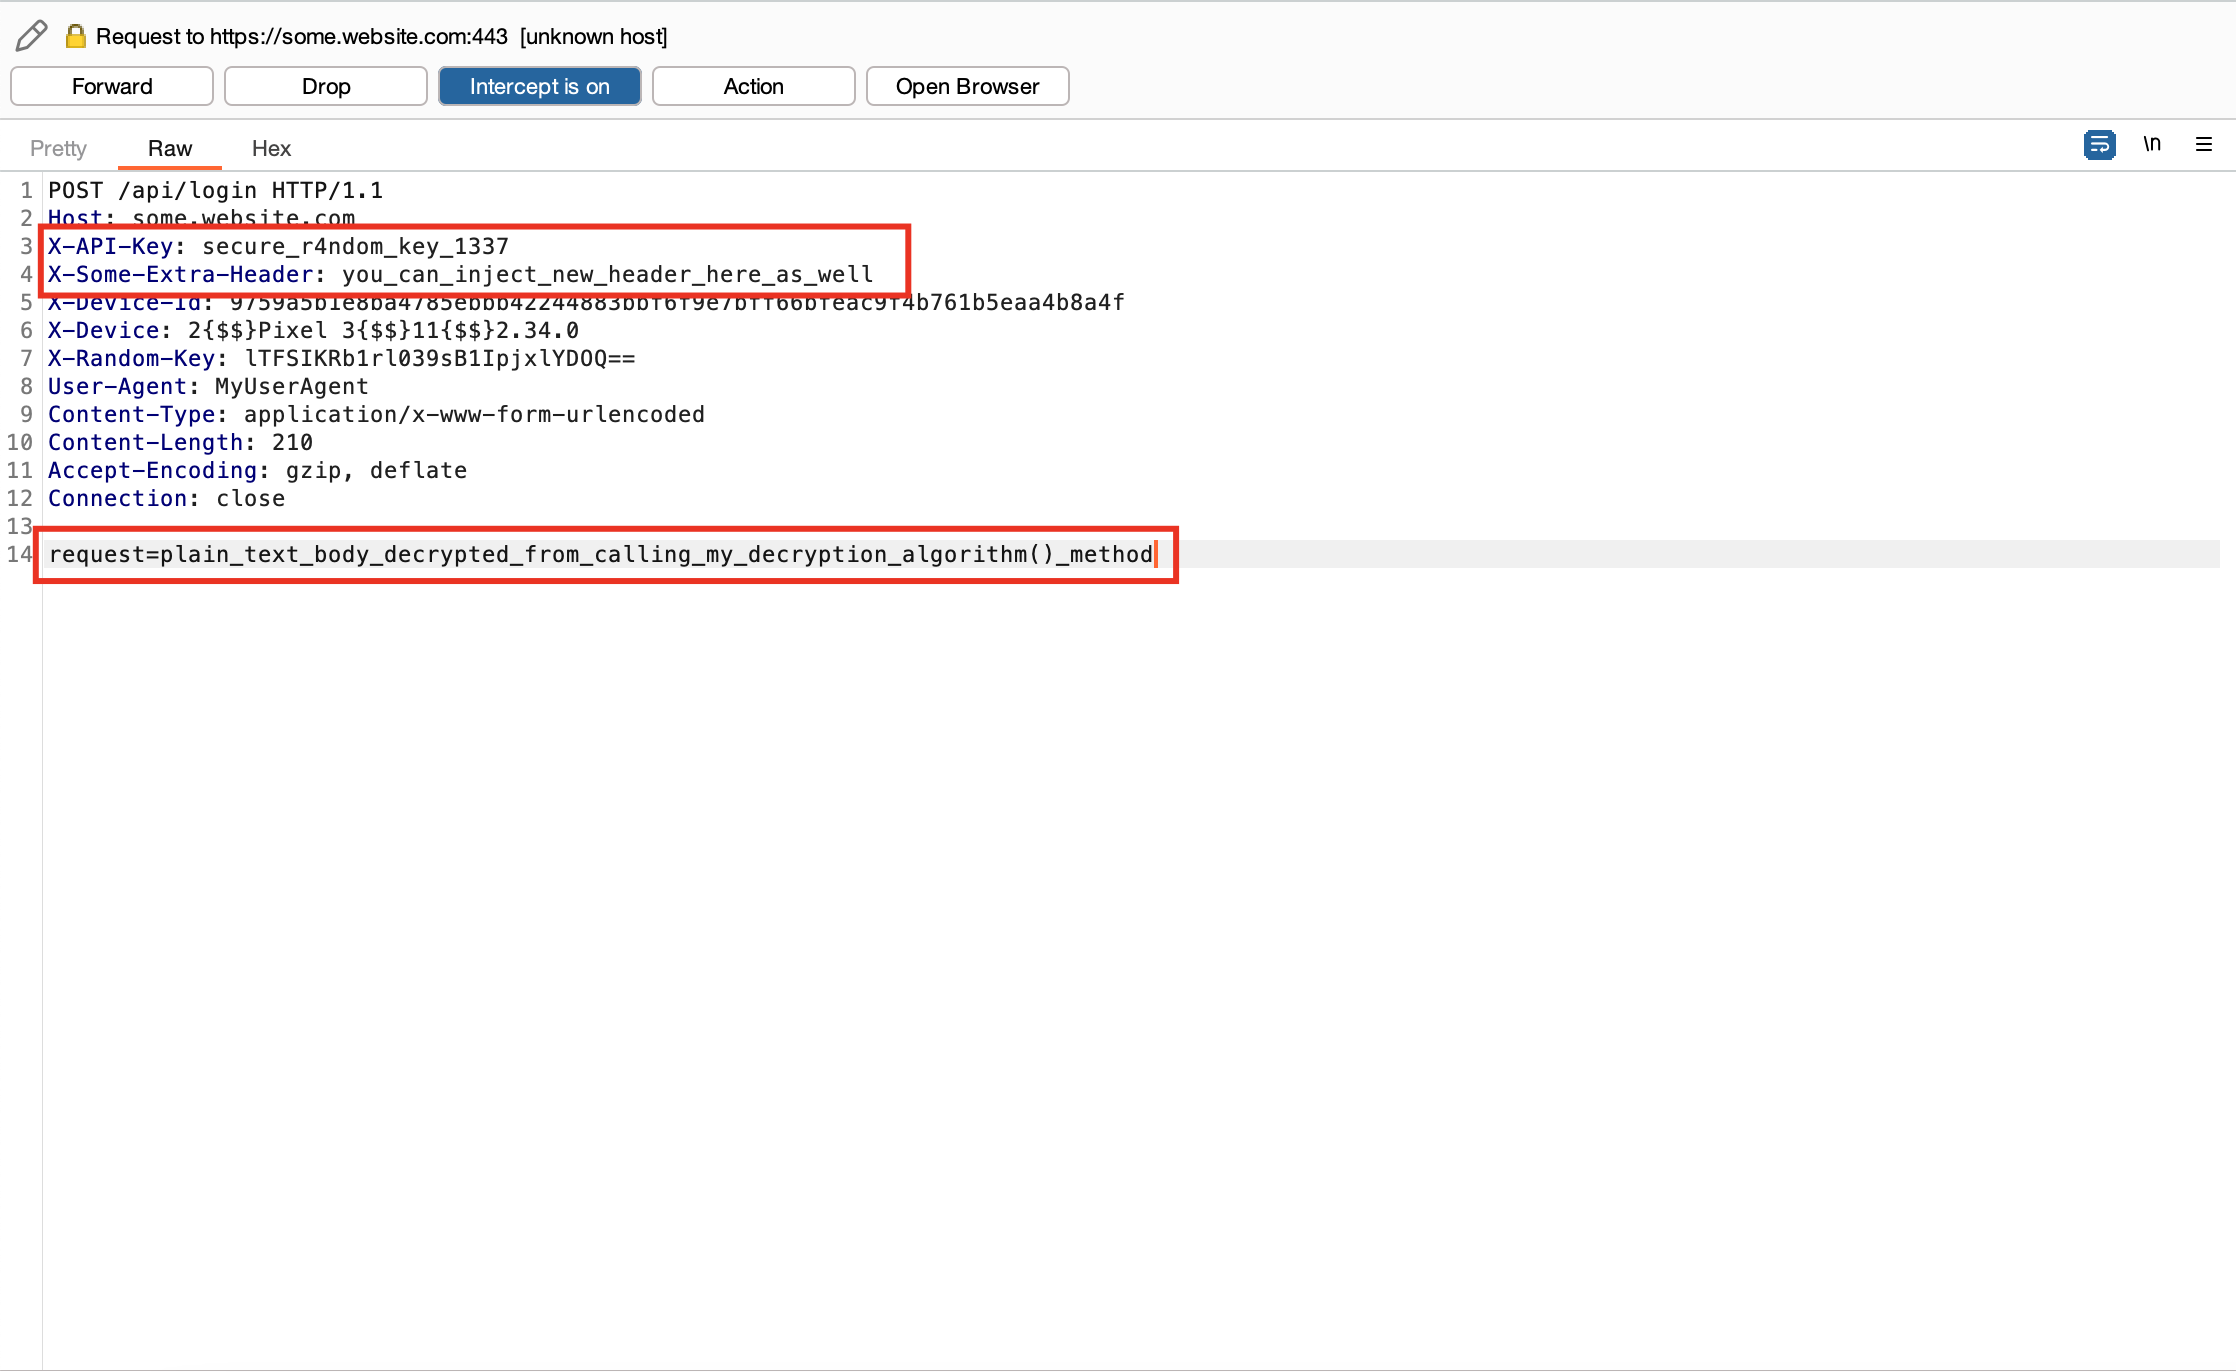 Request to https://some.website.com:443 [unknown host]
Forward Drop Intercept is on Action Open Browser
Pretty Raw Hex \n
1 POST /api/login HTTP/1.1
2 Host: some.website.com
3 X-API-Key: secure_r4ndom_key_1337
4 X-Some-Extra-Header: you_can_inject_new_header_here_as_well
5 X-Device-Id: 9759a5b1e8ba4785ebbb42244883bbf6f9e7bff66bfeac9f4b761b5eaa4b8a4f
6 X-Device: 2{$$}Pixel 3{$$}11{$$}2.34.0
7 X-Random-Key: lTFSIKRb1rl039sB1IpjxlYDOQ==
8 User-Agent: MyUserAgent
9 Content-Type: application/x-www-form-urlencoded
10 Content-Length: 210
11 Accept-Encoding: gzip, deflate
12 Connection: close
13
14 request=plain_text_body_decrypted_from_calling_my_decryption_algorithm()_method